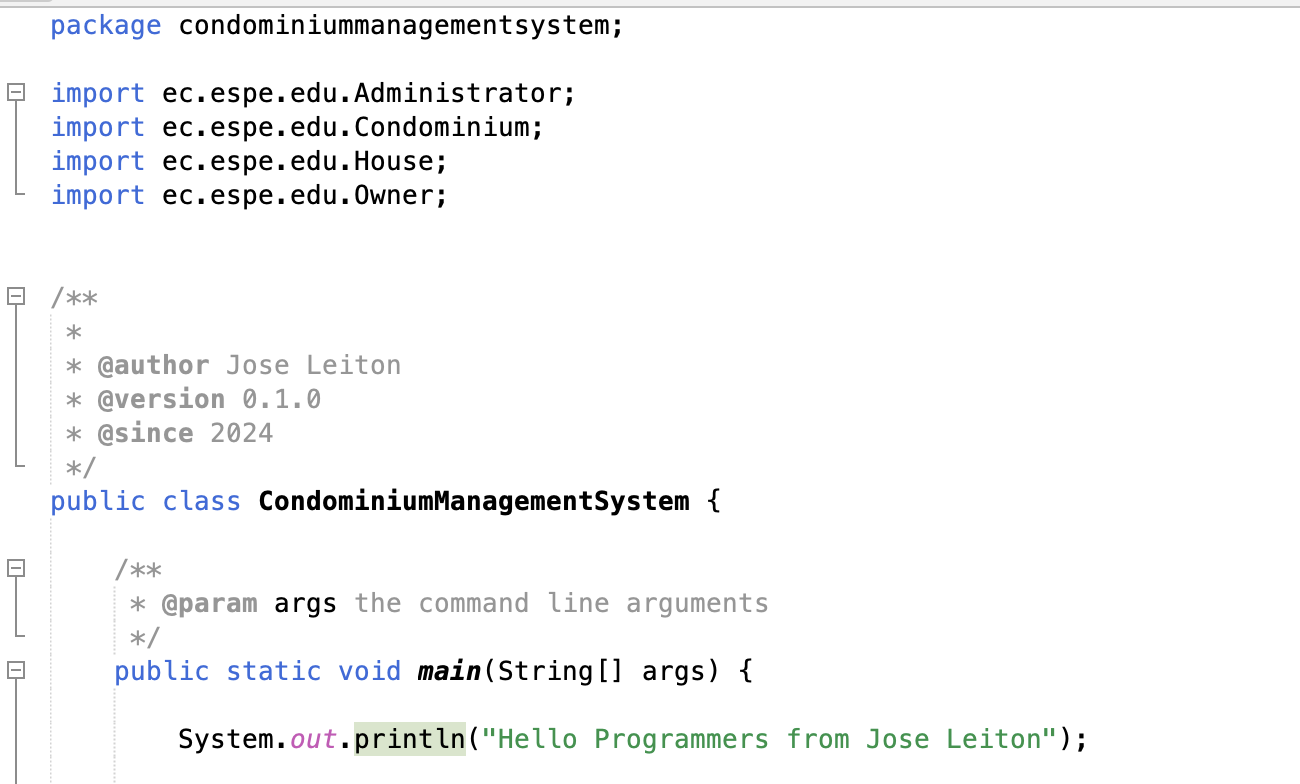 package condominiummanagementsystem;
import ec.espe.edu.Administrator;
import ec.espe.edu.Condominium;
import ec.espe.edu.House;
import ec.espe.edu.Owner;
/**
 *
 * @author Jose Leiton
 * @version 0.1.0
 * @since 2024
 */
public class CondominiumManagementSystem {
    /**
     * @param args the command line arguments
     */
    public static void main(String[] args) {
        System.out.println("Hello Programmers from Jose Leiton");